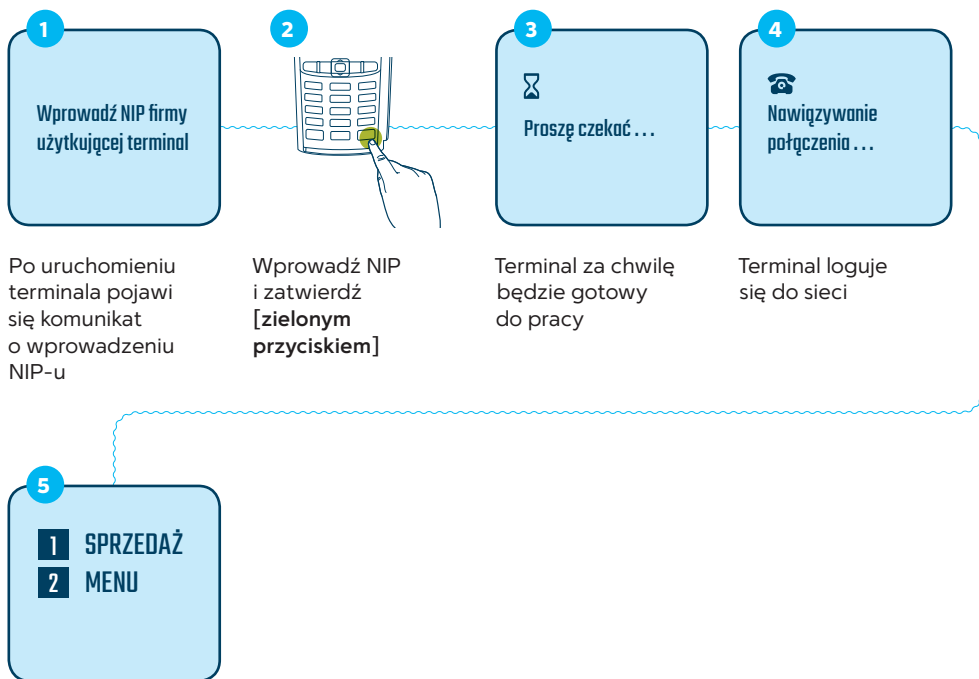 1
Wprowadź NIP firmy
użytkującej terminal
Po uruchomieniu
terminala pojawi
się komunikat
o wprowadzeniu
NIP-u
2
Wprowadź NIP
i zatwierdź
[zielonym
przyciskiem]
3
Proszę czekać ...
Terminal za chwilę
będzie gotowy
do pracy
4
Nawiązywanie
połączenia ...
Terminal loguje
się do sieci
5
1 SPRZEDAŻ
2 MENU